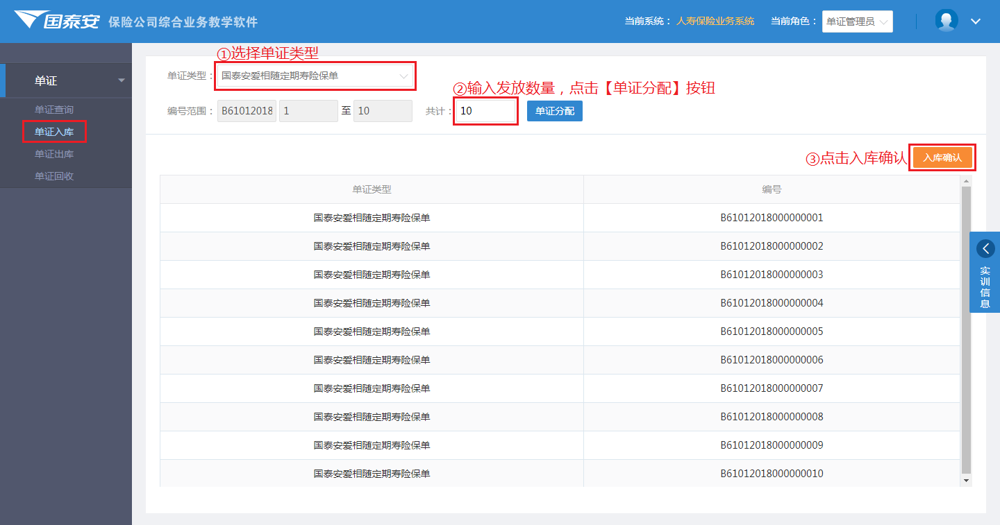 国泰安 保险公司综合业务教学软件
当前系统： 人寿保险业务系统 当前角色： 单证管理员
①选择单证类型
单证
单证类型： 国泰安爱相随定期寿险保单
②输入发放数量，点击【单证分配】按钮
单证查询
编号范围： B61012018 1 至 10 共计： 10 单证分配
单证入库
单证出库
③点击入库确认 入库确认
单证回收
单证类型 编号
国泰安爱相随定期寿险保单 B61012018000000001
国泰安爱相随定期寿险保单 B61012018000000002
国泰安爱相随定期寿险保单 B61012018000000003
国泰安爱相随定期寿险保单 B61012018000000004
国泰安爱相随定期寿险保单 B61012018000000005
国泰安爱相随定期寿险保单 B61012018000000006
国泰安爱相随定期寿险保单 B61012018000000007
国泰安爱相随定期寿险保单 B61012018000000008
国泰安爱相随定期寿险保单 B61012018000000009
国泰安爱相随定期寿险保单 B61012018000000010
实训信息